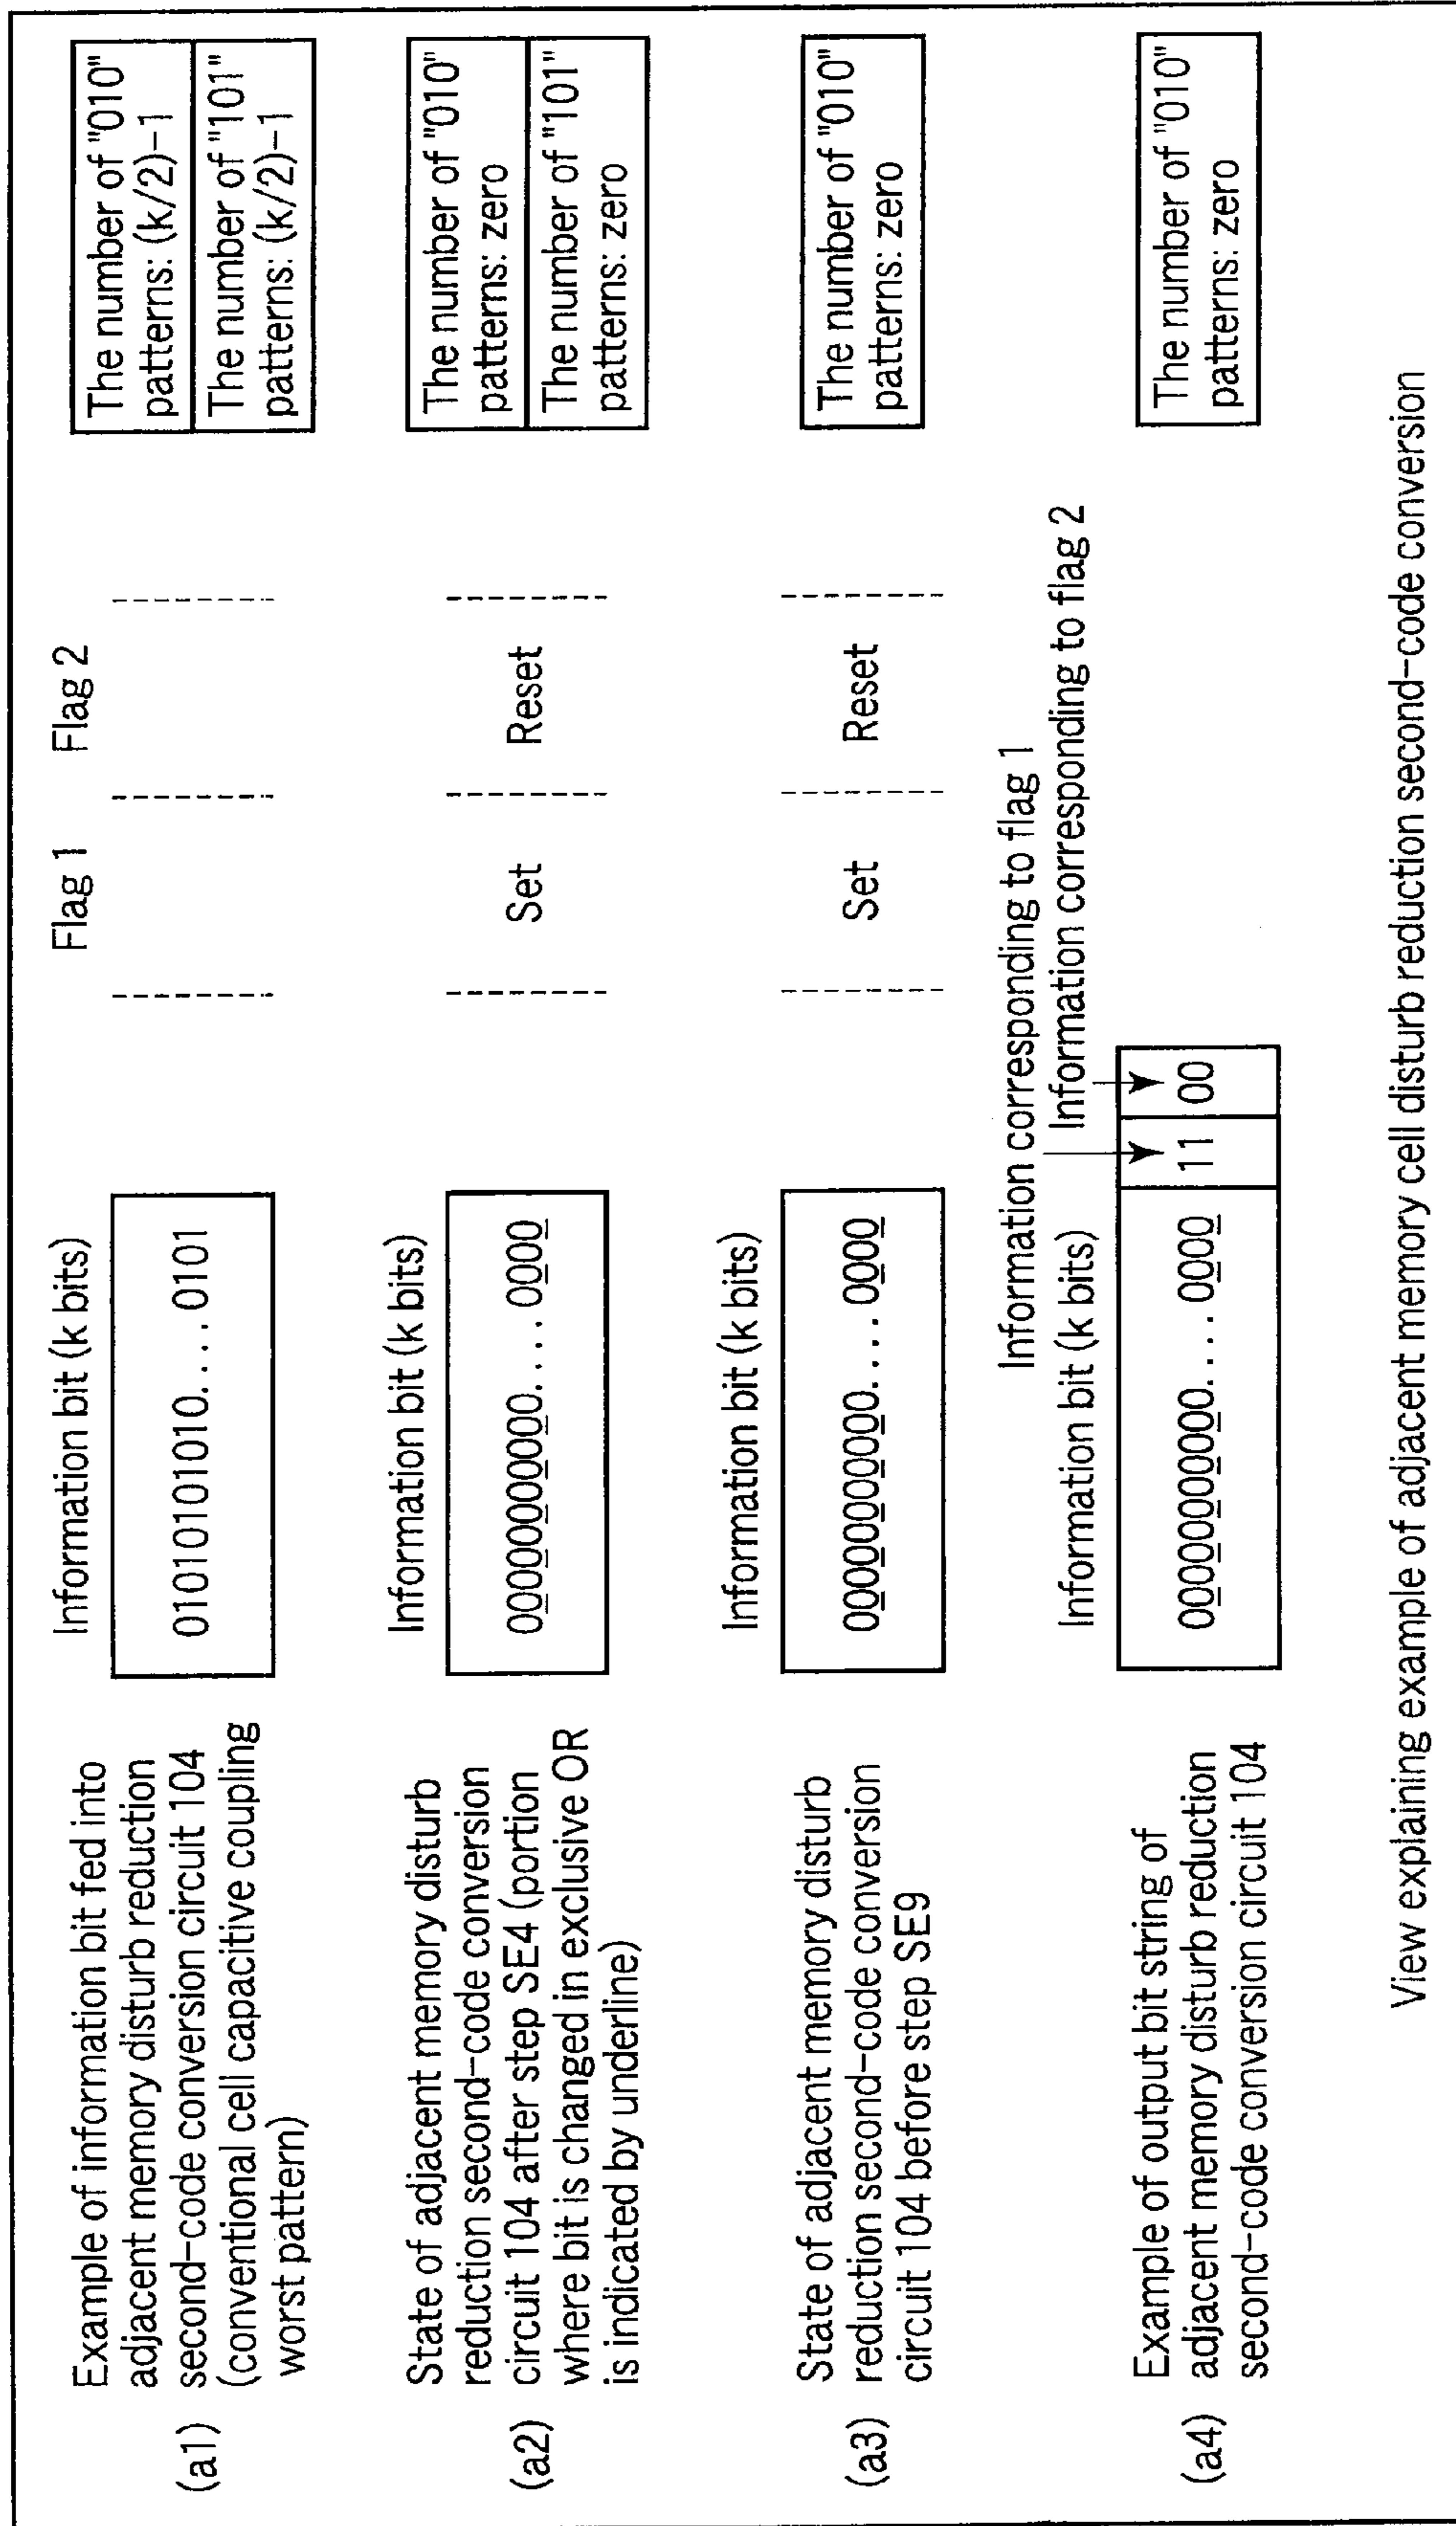 Flag 1
Flag 2
(a1)
Example of information bit fed into
adjacent memory disturb reduction
second-code conversion circuit 104
(conventional cell capacitive coupling
worst pattern)
Information bit (k bits)
01010101010. . . . 0101
The number of "010"
patterns: (k/2)-1
The number of "101"
patterns: (k/2)-1
(a2)
State of adjacent memory disturb
reduction second-code conversion
circuit 104 after step SE4 (portion
where bit is changed in exclusive OR
is indicated by underline)
Information bit (k bits)
00000000000. . . . 0000
Set
Reset
The number of "010"
patterns: zero
The number of "101"
patterns: zero
(a3)
State of adjacent memory disturb
reduction second-code conversion
circuit 104 before step SE9
Information bit (k bits)
00000000000. . . . 0000
Set
Reset
The number of "010"
patterns: zero
Information corresponding to flag 1
Information corresponding to flag 2
(a4)
Example of output bit string of
adjacent memory disturb reduction
second-code conversion circuit 104
Information bit (k bits)
00000000000. . . . 0000
11
00
The number of "010"
patterns: zero
View explaining example of adjacent memory cell disturb reduction second-code conversion